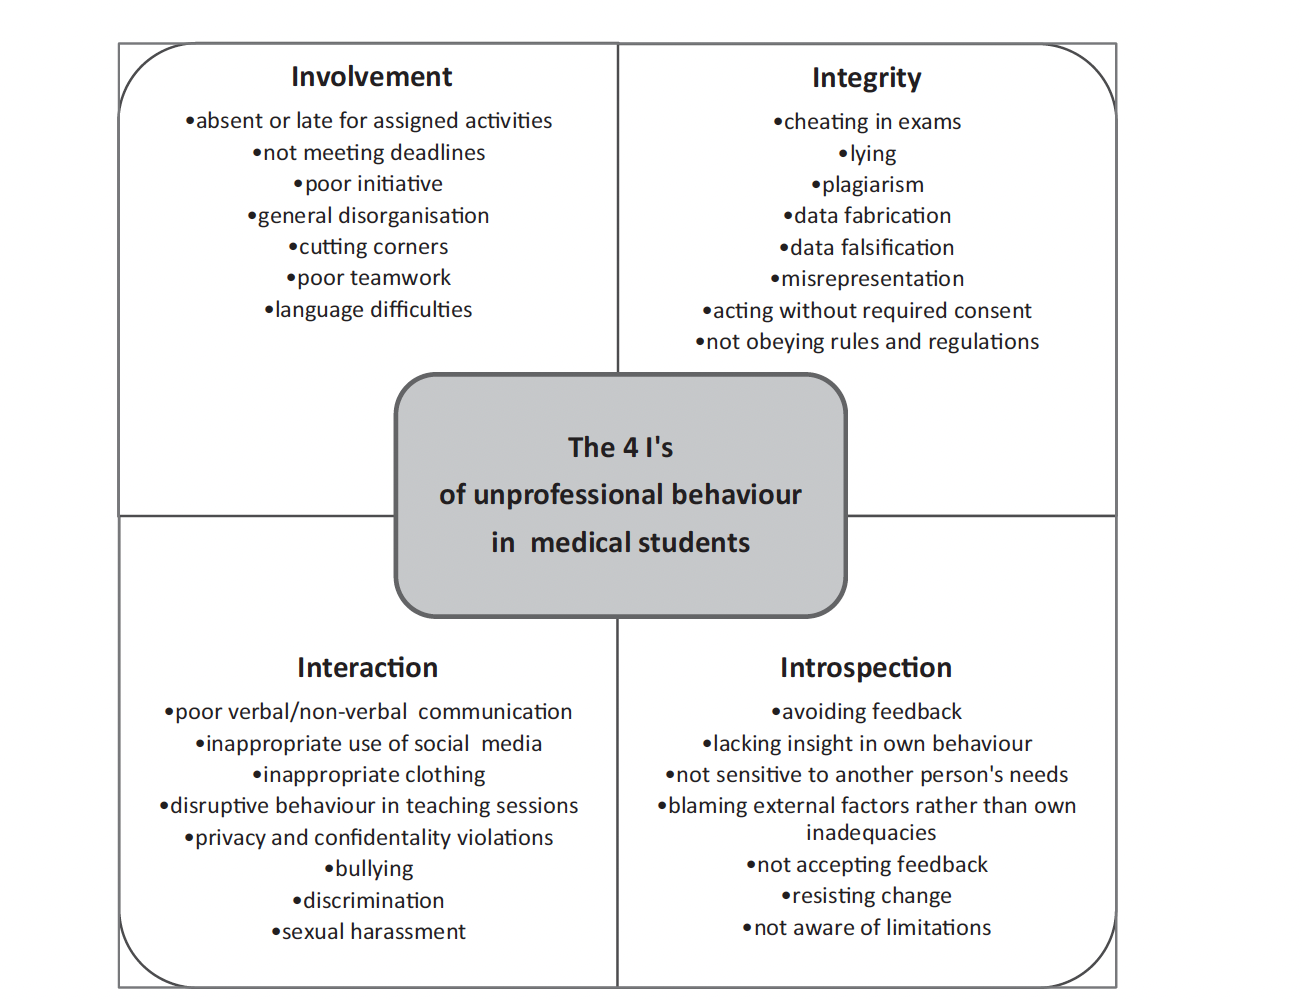 Involvement
•absent or late for assigned activities
•not meeting deadlines
•poor initiative
•general disorganisation
•cutting corners
•poor teamwork
•language difficulties
Integrity
•cheating in exams
•lying
•plagiarism
•data fabrication
•data falsification
•misrepresentation
•acting without required consent
•not obeying rules and regulations
The 4 I's
of unprofessional behaviour
in medical students
Interaction
•poor verbal/non-verbal communication
•inappropriate use of social media
•inappropriate clothing
•disruptive behaviour in teaching sessions
•privacy and confidentality violations
•bullying
•discrimination
•sexual harassment
Introspection
•avoiding feedback
•lacking insight in own behaviour
•not sensitive to another person's needs
•blaming external factors rather than own
inadequacies
•not accepting feedback
•resisting change
•not aware of limitations